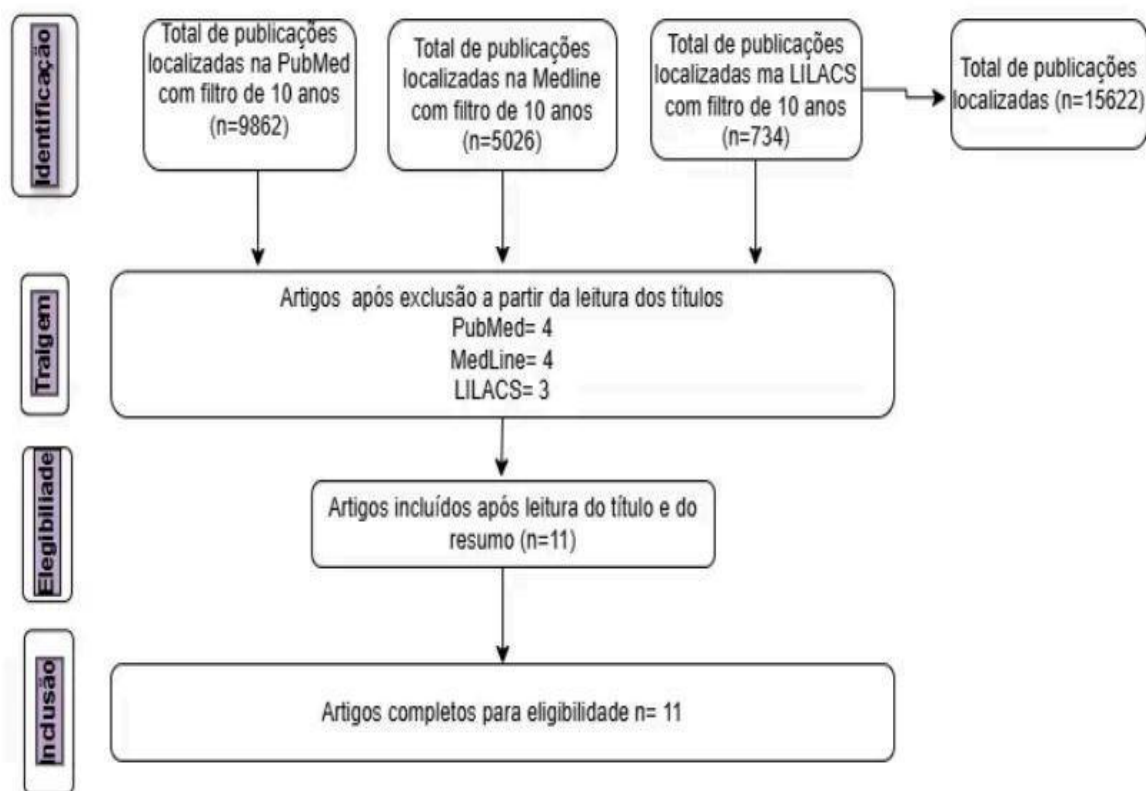 Identificação
Total de publicações
localizadas na PubMed
com filtro de 10 anos
(n=9862)
Total de publicações
localizadas na Medline
com filtro de 10 anos
(n=5026)
Total de publicações
localizadas ma LILACS
com filtro de 10 anos
(n=734)
Total de publicações
localizadas (n=15622)
Traigem
Artigos após exclusão a partir da leitura dos títulos
PubMed= 4
MedLine= 4
LILACS= 3
Elegibiliade
Artigos incluídos após leitura do título e do
resumo (n=11)
Inclusão
Artigos completos para eligibilidade n= 11